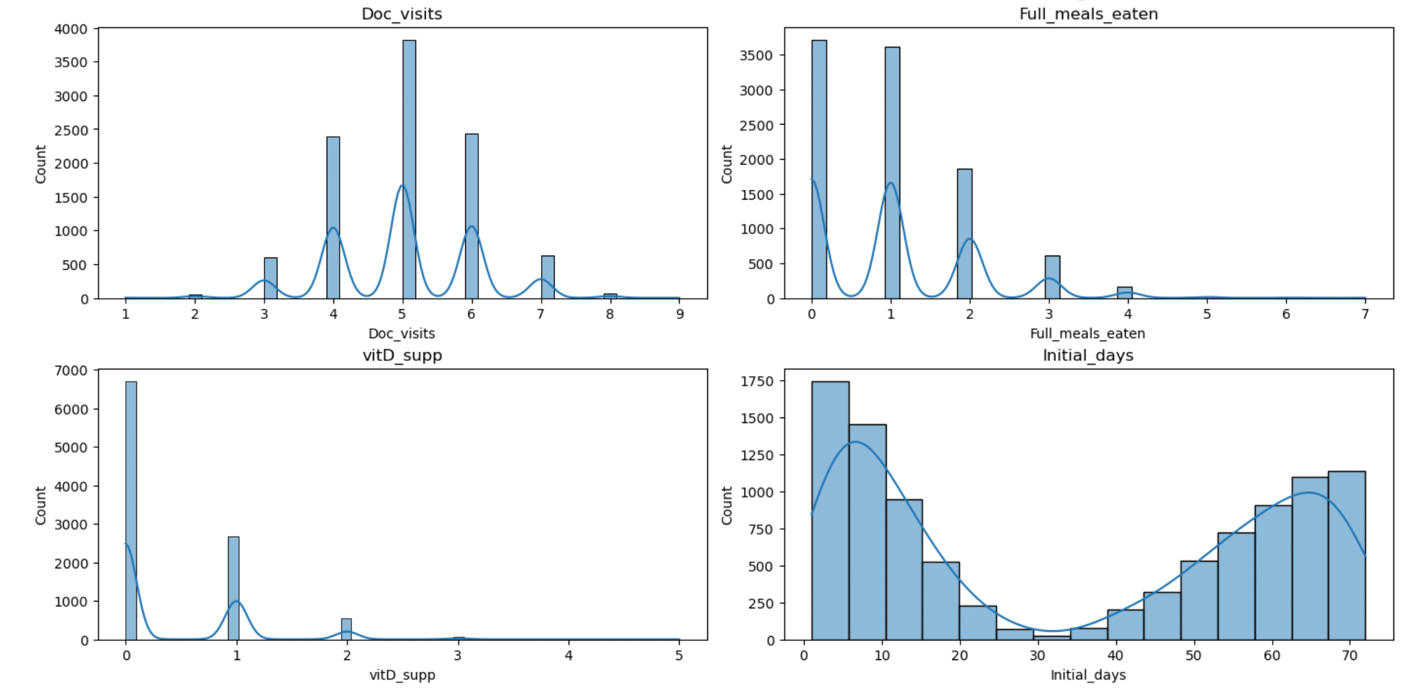 Doc_visits
4000
3500
3000
2500
2000
1500
1000
500
0
Count
1 2 3 4 5 6 7 8 9
Doc_visits
Full_meals_eaten
3500
3000
2500
2000
1500
1000
500
0
Count
0 1 2 3 4 5 6 7
Full_meals_eaten
vitD_supp
7000
6000
5000
4000
3000
2000
1000
0
Count
0 1 2 3 4 5
vitD_supp
Initial_days
1750
1500
1250
1000
750
500
250
0
Count
0 10 20 30 40 50 60 70
Initial_days